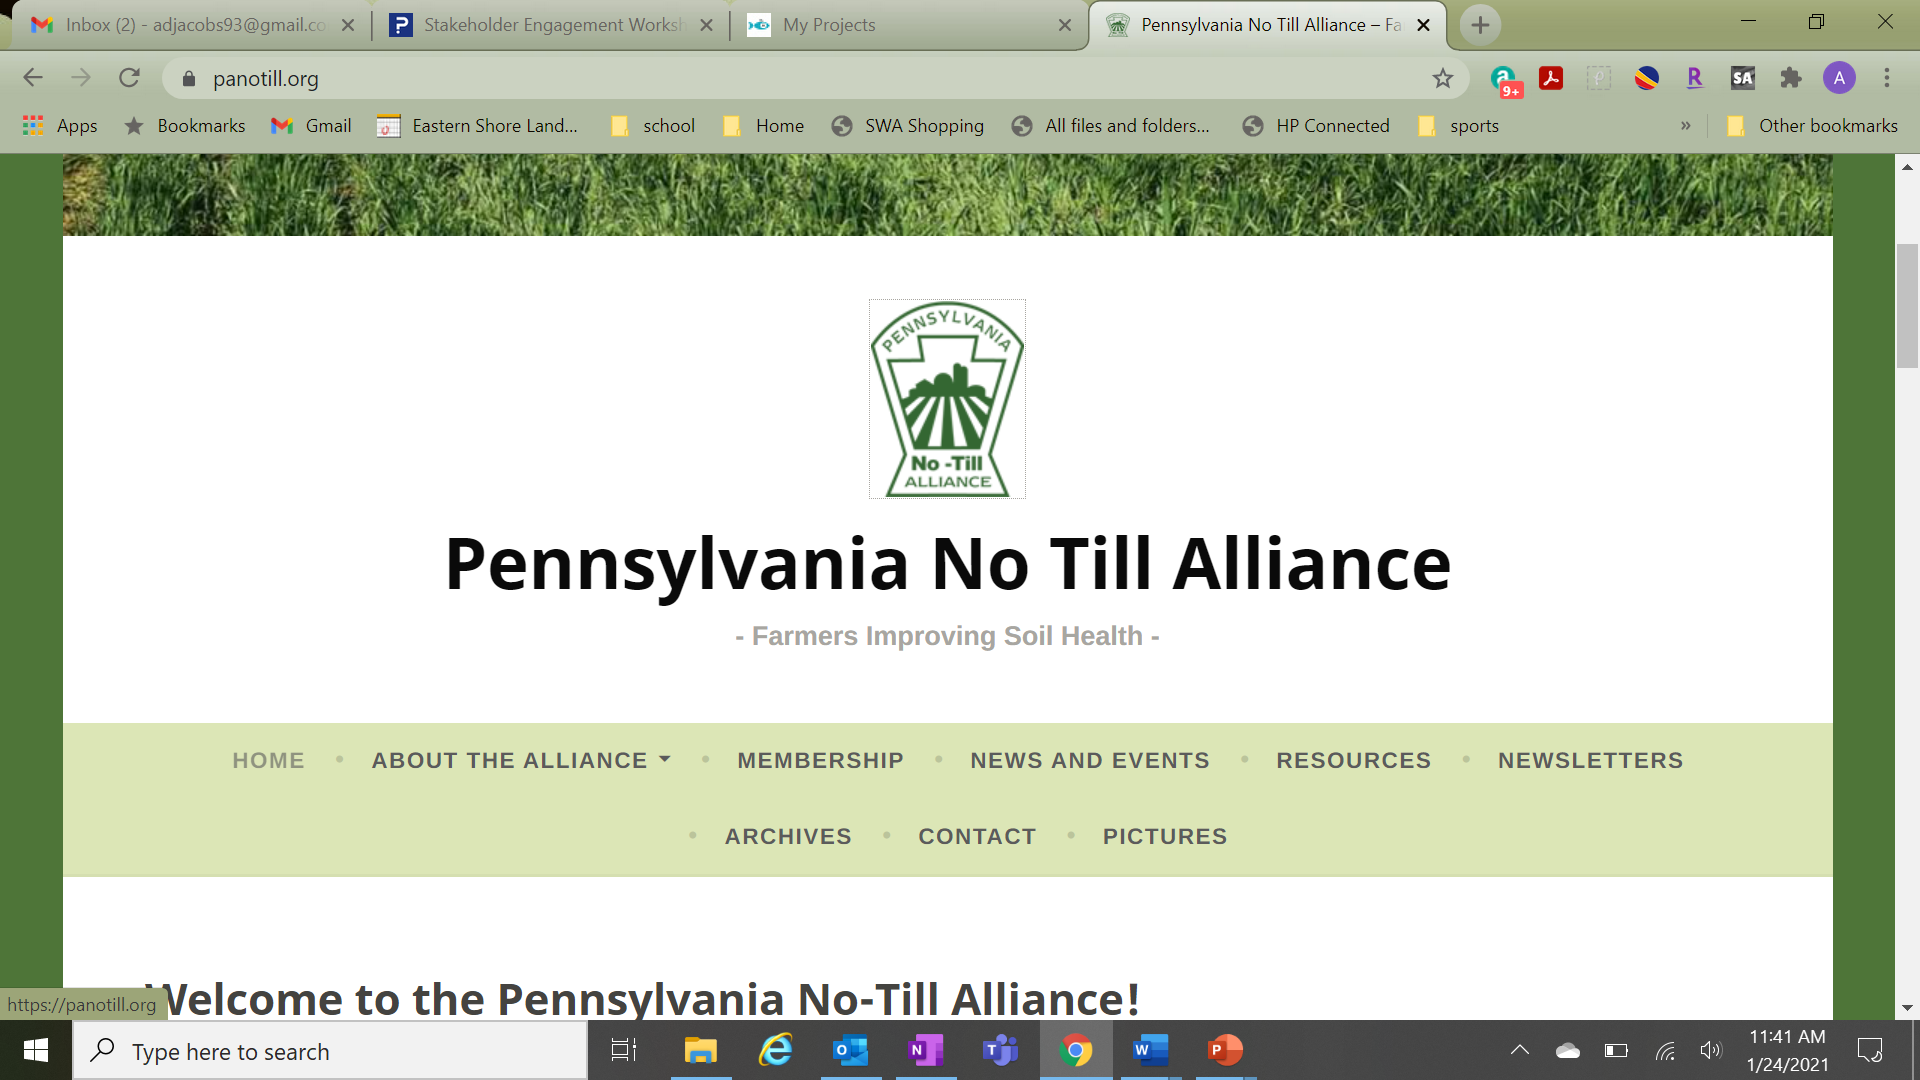 Inbox (2) - adjacobs93@gmail.co
Stakeholder Engagement Worksh
My Projects
Pennsylvania No Till Alliance – Fa
panotill.org
9+
R
SA
A
Apps
Bookmarks
Gmail
Eastern Shore Land...
school
Home
SWA Shopping
All files and folders...
HP Connected
sports
»
Other bookmarks
PENNSYLVANIA
No -Till
ALLIANCE
Pennsylvania No Till Alliance
- Farmers Improving Soil Health -
HOME • ABOUT THE ALLIANCE • MEMBERSHIP • NEWS AND EVENTS • RESOURCES • NEWSLETTERS
• ARCHIVES • CONTACT • PICTURES
Welcome to the Pennsylvania No-Till Alliance!
https://panotill.org
Type here to search
11:41 AM
1/24/2021